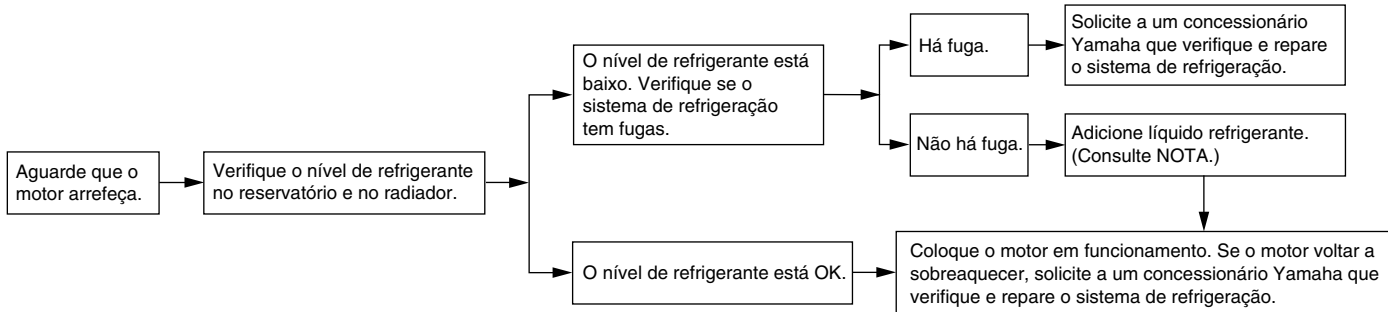 Aguarde que o
motor arrefeça.
Verifique o nível de refrigerante
no reservatório e no radiador.
O nível de refrigerante está
baixo. Verifique se o
sistema de refrigeração
tem fugas.
Há fuga.
Solicite a um concessionário
Yamaha que verifique e repare
o sistema de refrigeração.
Não há fuga.
Adicione líquido refrigerante.
(Consulte NOTA.)
O nível de refrigerante está OK.
Coloque o motor em funcionamento. Se o motor voltar a
sobreaquecer, solicite a um concessionário Yamaha que
verifique e repare o sistema de refrigeração.